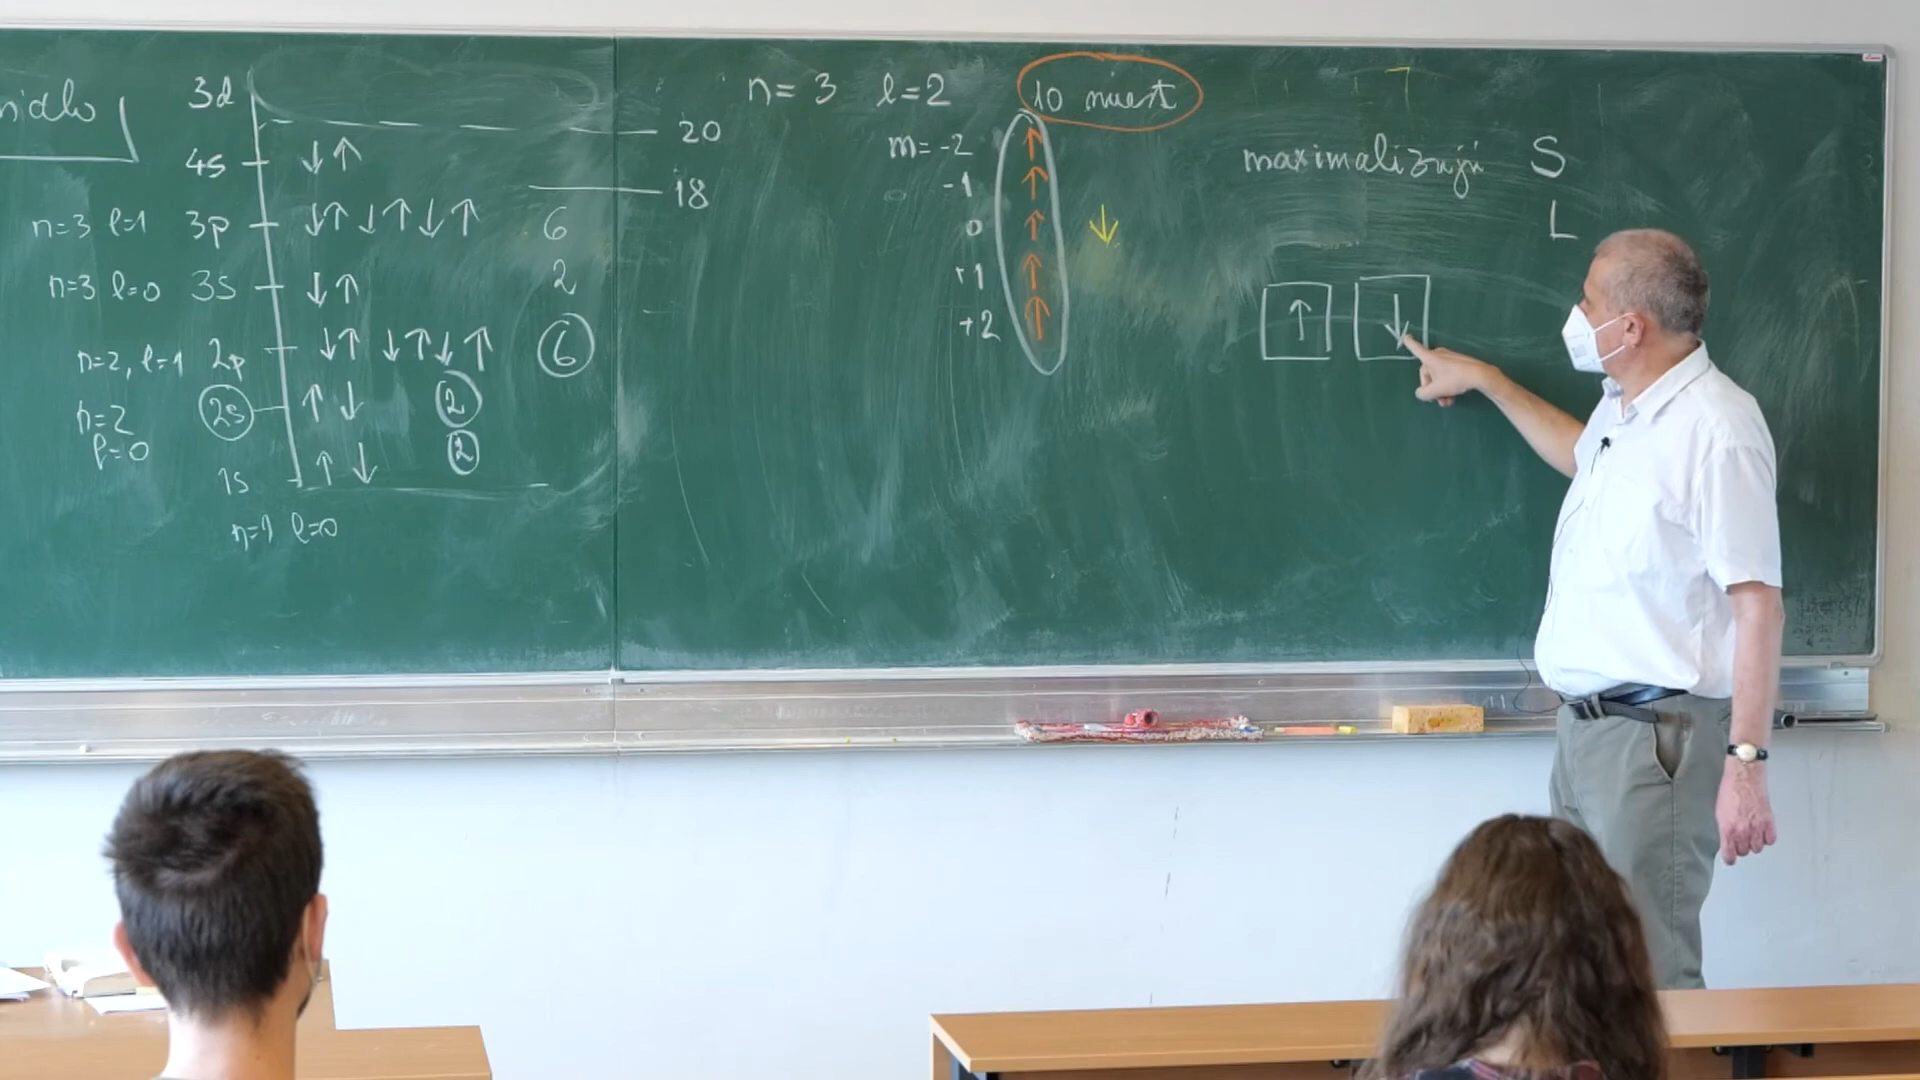 3d
20
4s ↓↑
18
n=3 l=1 3p ↓↑ ↓↑ ↓↑ 6
n=3 l=0 3s ↓↑ 2
n=2, l=1 2p ↓↑ ↓↑ ↓↑ 6
n=2 l=0 2s ↑↓ 2
1s ↑↓ 2
n=1 l=0
n=3 l=2 10 miest
m=-2 ↑
-1 ↑
0 ↑ ↓
+1 ↑
+2 ↑
maximalizujú S
L
↑ ↓